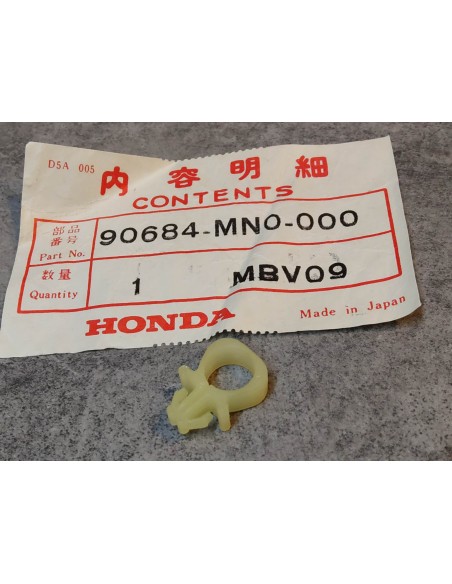 D5A 005
内容明細
CONTENTS
部品番号
Part No.
90684-MN0-000
数量
Quantity
1 MBV09
HONDA
Made in Japan